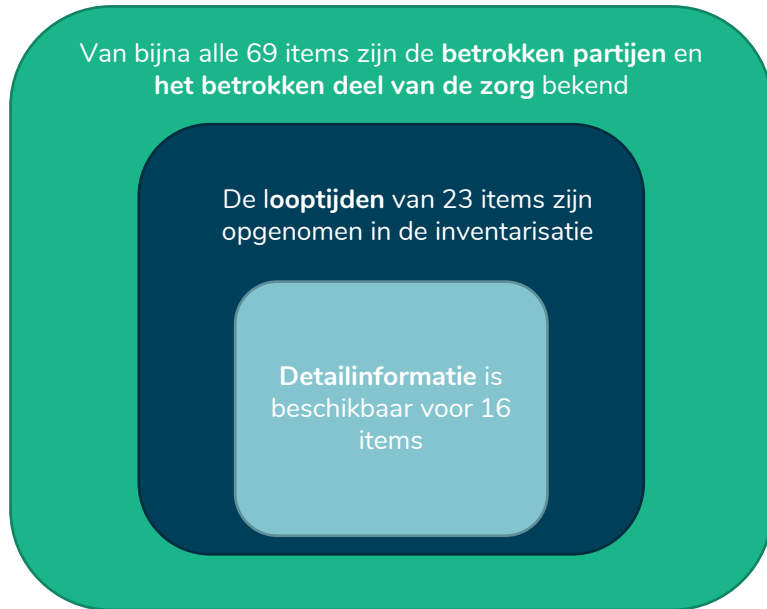 Van bijna alle 69 items zijn de betrokken partijen en
het betrokken deel van de zorg bekend
De looptijden van 23 items zijn
opgenomen in de inventarisatie
Detailinformatie is
beschikbaar voor 16
items